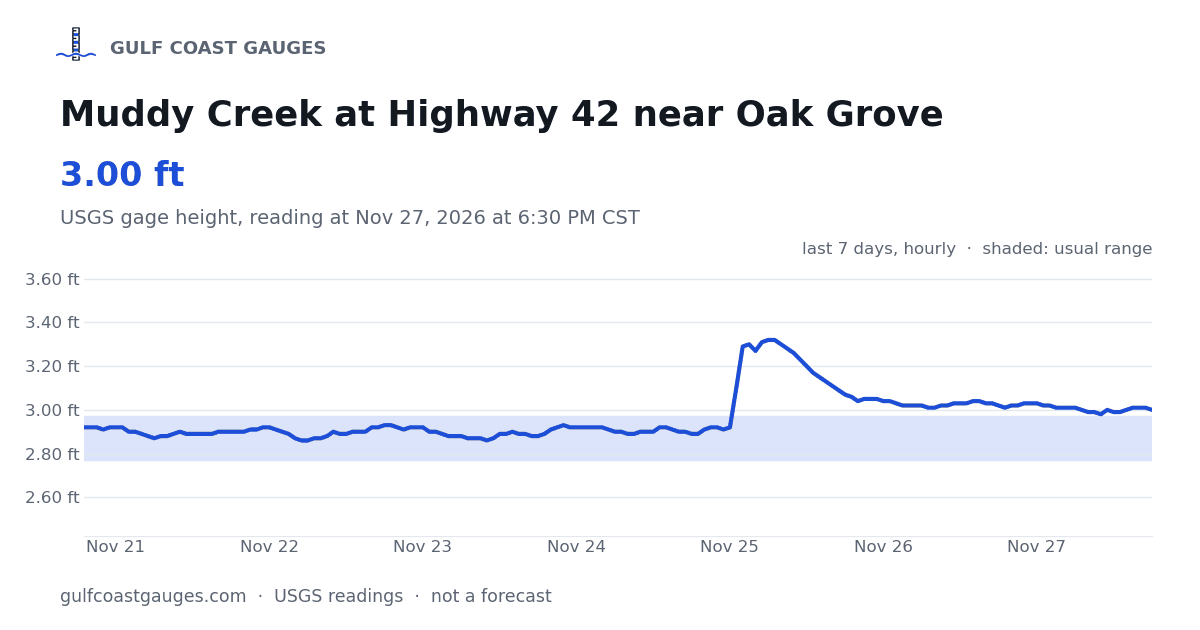 GULF COAST GAUGES
Muddy Creek at Highway 42 near Oak Grove
3.00 ft
USGS gage height, reading at Nov 27, 2026 at 6:30 PM CST
last 7 days, hourly · shaded: usual range
3.60 ft
3.40 ft
3.20 ft
3.00 ft
2.80 ft
2.60 ft
Nov 21 Nov 22 Nov 23 Nov 24 Nov 25 Nov 26 Nov 27
gulfcoastgauges.com · USGS readings · not a forecast